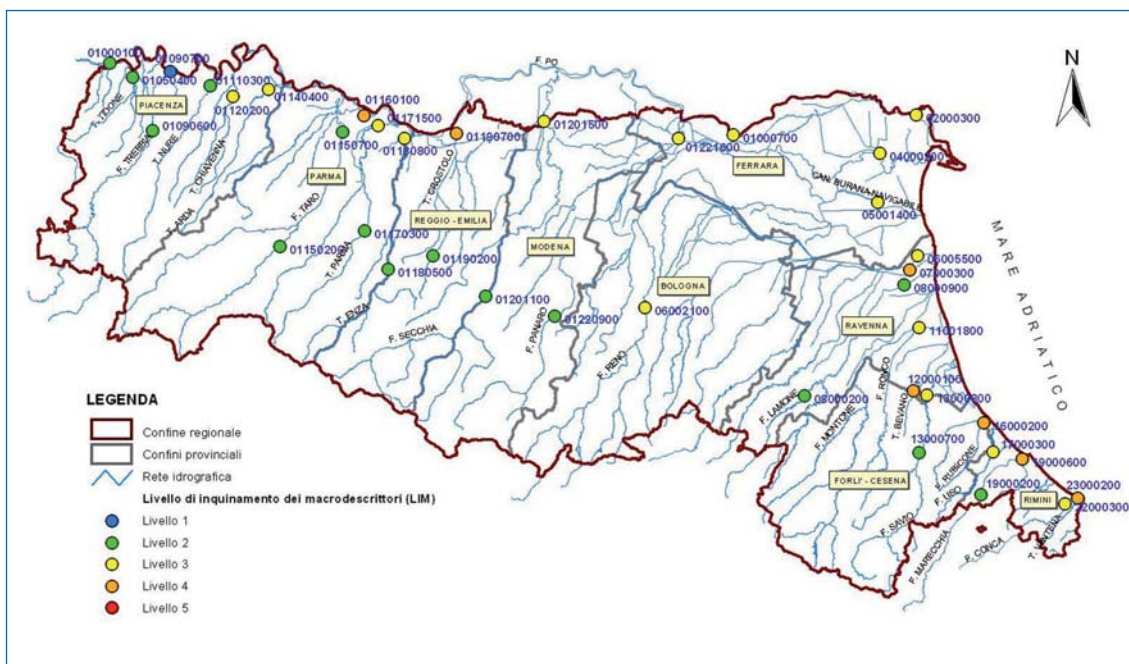 N
F. PO
01000100
01090700
01050400
01110300
01120200
01140400
01160100
01171500
01150700
01180800
01190700
01201500
01221600
01000700
02000300
PIACENZA
F. TIDONE
01090600
F. TREBBIA
T. NURE
T. CHIAVENNA
T. ARDA
PARMA
F. TARO
T. PARMA
T. CROSTOLO
REGGIO - EMILIA
FERRARA
CAN. BURANA-NAVIGABILE
05001400
MODENA
BOLOGNA
01150200
01170300
01180500
01190200
01201100
01220900
06002100
T. ENZA
F. SECCHIA
F. PANARO
F. RENO
06005500
07000300
08000900
RAVENNA
11001800
MARE ADRIATICO
F. LAMONE
08000200
F. MONTONE
F. RONCO
T. BEVANO
12000100
13000700
16000200
17000300
19000600
F. RUBICONE
F. USO
FORLI' - CESENA
19000200
RIMINI
23000200
22000300
F. SAVIO
F. MARECCHIA
F. CONCA
T. VENTENA
LEGENDA
Confine regionale
Confini provinciali
Rete idrografica
Livello di inquinamento dei macrodescrittori (LIM)
Livello 1
Livello 2
Livello 3
Livello 4
Livello 5